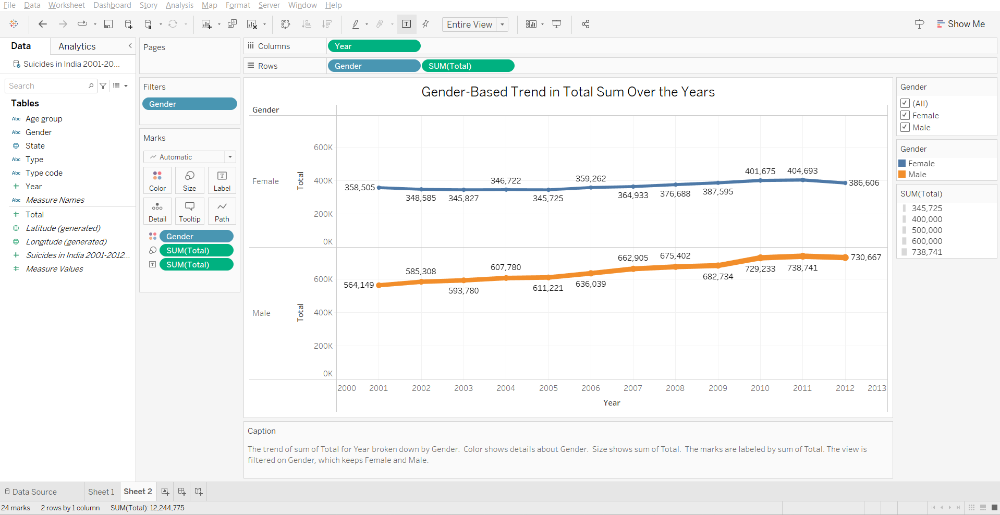 File Data Worksheet Dashboard Story Analysis Map Format Server Window Help
Entire View
Show Me
Data Analytics
Suicides in India 2001-20...
Search
Tables
Abc Age group
Abc Gender
State
Abc Type
Abc Type code
# Year
Abc Measure Names
# Total
Latitude (generated)
Longitude (generated)
# Suicides in India 2001-2012...
# Measure Values
Pages
Filters
Gender
Marks
Automatic
Color Size Label
Detail Tooltip Path
Gender
SUM(Total)
SUM(Total)
Columns Year
Rows Gender SUM(Total)
Gender-Based Trend in Total Sum Over the Years
Gender
Female
Total
600K
400K
200K
0K
358,505 348,585 345,827 346,722 345,725 359,262 364,933 376,688 387,595 401,675 404,693 386,606
Male
Total
600K
400K
200K
0K
564,149 585,308 593,780 607,780 611,221 636,039 662,905 675,402 682,734 729,233 738,741 730,667
2000 2001 2002 2003 2004 2005 2006 2007 2008 2009 2010 2011 2012 2013
Year
Gender
(All)
Female
Male
Gender
Female
Male
SUM(Total)
345,725
400,000
500,000
600,000
738,741
Caption
The trend of sum of Total for Year broken down by Gender. Color shows details about Gender. Size shows sum of Total. The marks are labeled by sum of Total. The view is
filtered on Gender, which keeps Female and Male.
Data Source Sheet 1 Sheet 2
24 marks 2 rows by 1 column SUM(Total): 12,244,775